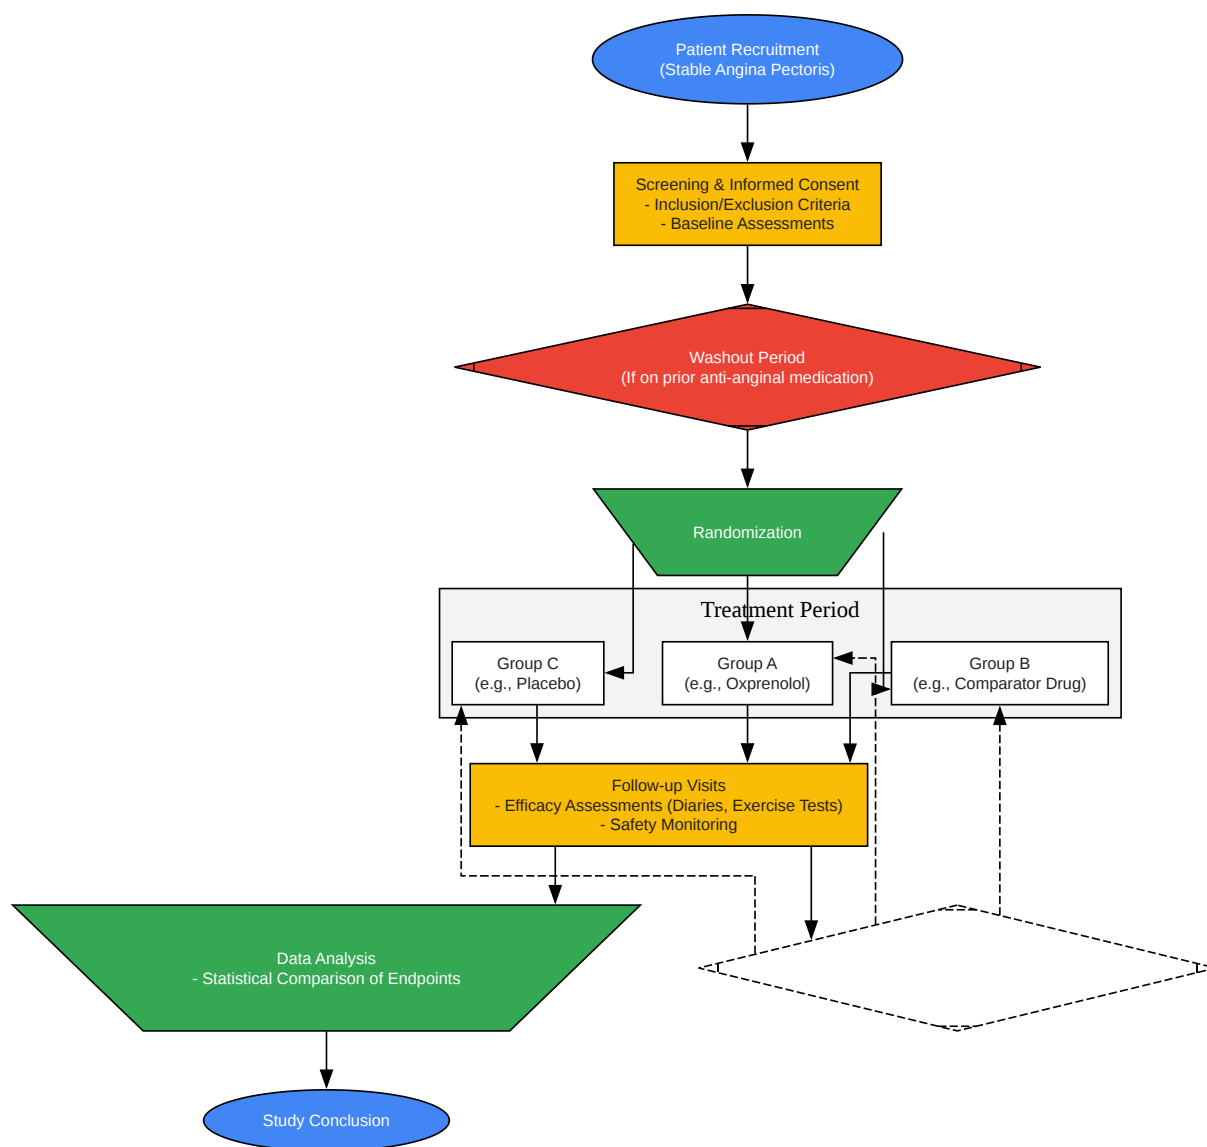 Patient Recruitment
(Stable Angina Pectoris)
Screening & Informed Consent
- Inclusion/Exclusion Criteria
- Baseline Assessments
Washout Period
(If on prior anti-anginal medication)
Randomization
Treatment Period
Group C
(e.g., Placebo)
Group A
(e.g., Oxprenolol)
Group B
(e.g., Comparator Drug)
Follow-up Visits
- Efficacy Assessments (Diaries, Exercise Tests)
- Safety Monitoring
Data Analysis
- Statistical Comparison of Endpoints
Study Conclusion